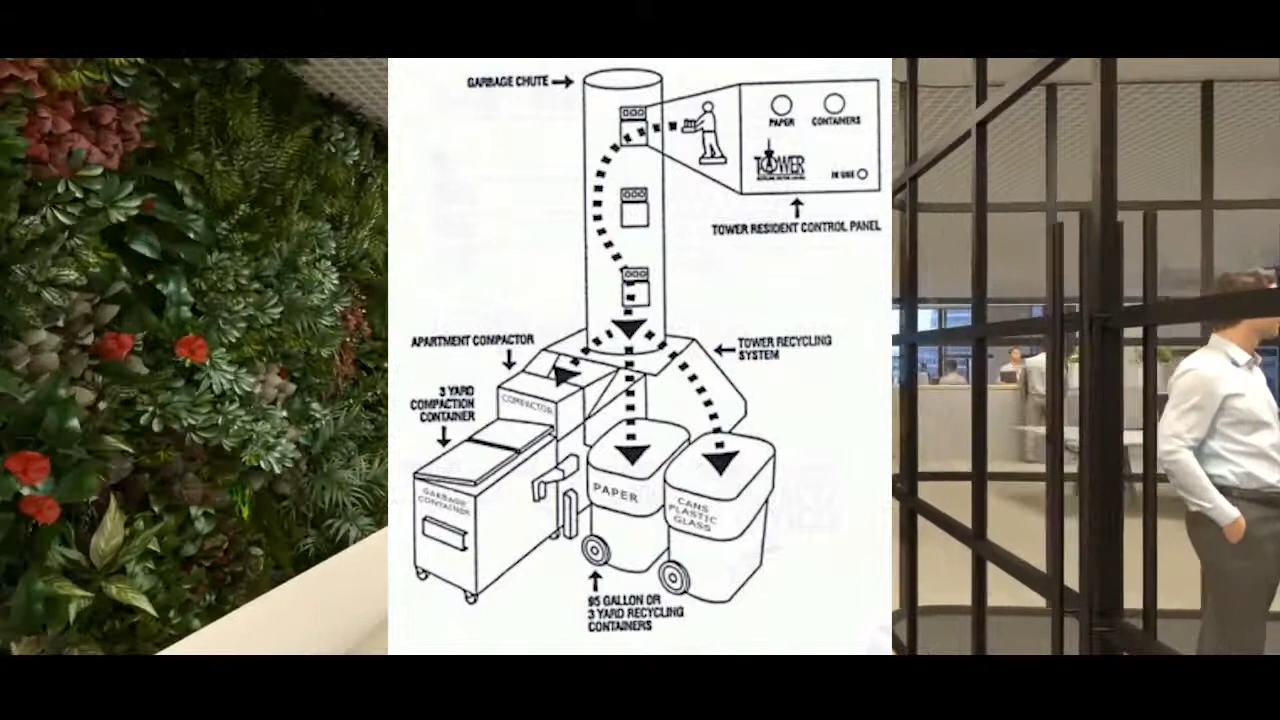 GARBAGE CHUTE
PAPER
CONTAINERS
TOWER
IN USE
TOWER RESIDENT CONTROL PANEL
APARTMENT COMPACTOR
TOWER RECYCLING
SYSTEM
3 YARD
COMPACTION
CONTAINER
COMPACTOR
GARBAGE
CONTAINER
PAPER
CANS
PLASTIC
GLASS
95 GALLON OR
3 YARD RECYCLING
CONTAINERS